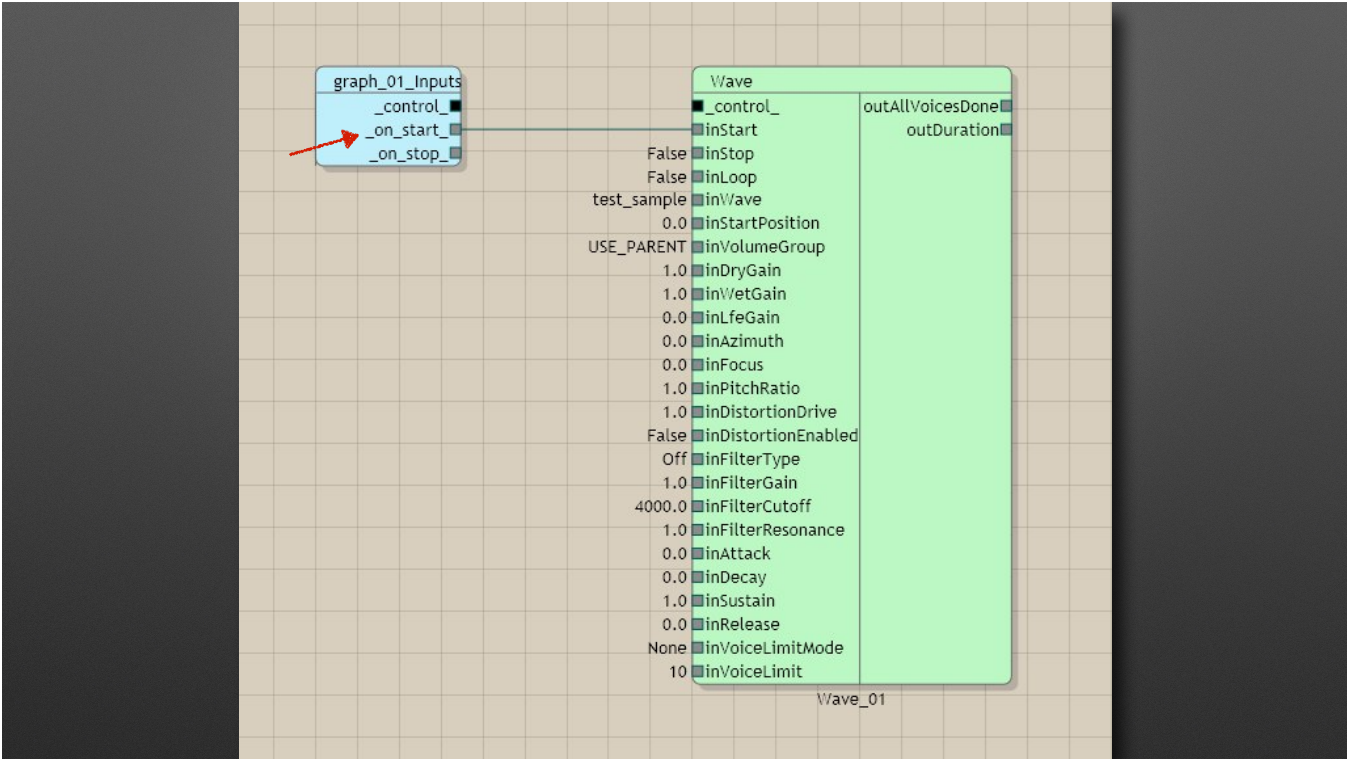 graph_01_Inputs
_control_
_on_start_
_on_stop_
Wave
_control_ outAllVoicesDone
inStart outDuration
False inStop
False inLoop
test_sample inWave
0.0 inStartPosition
USE_PARENT inVolumeGroup
1.0 inDryGain
1.0 inWetGain
0.0 inLfeGain
0.0 inAzimuth
0.0 inFocus
1.0 inPitchRatio
1.0 inDistortionDrive
False inDistortionEnabled
Off inFilterType
1.0 inFilterGain
4000.0 inFilterCutoff
1.0 inFilterResonance
0.0 inAttack
0.0 inDecay
1.0 inSustain
0.0 inRelease
None inVoiceLimitMode
10 inVoiceLimit
Wave_01